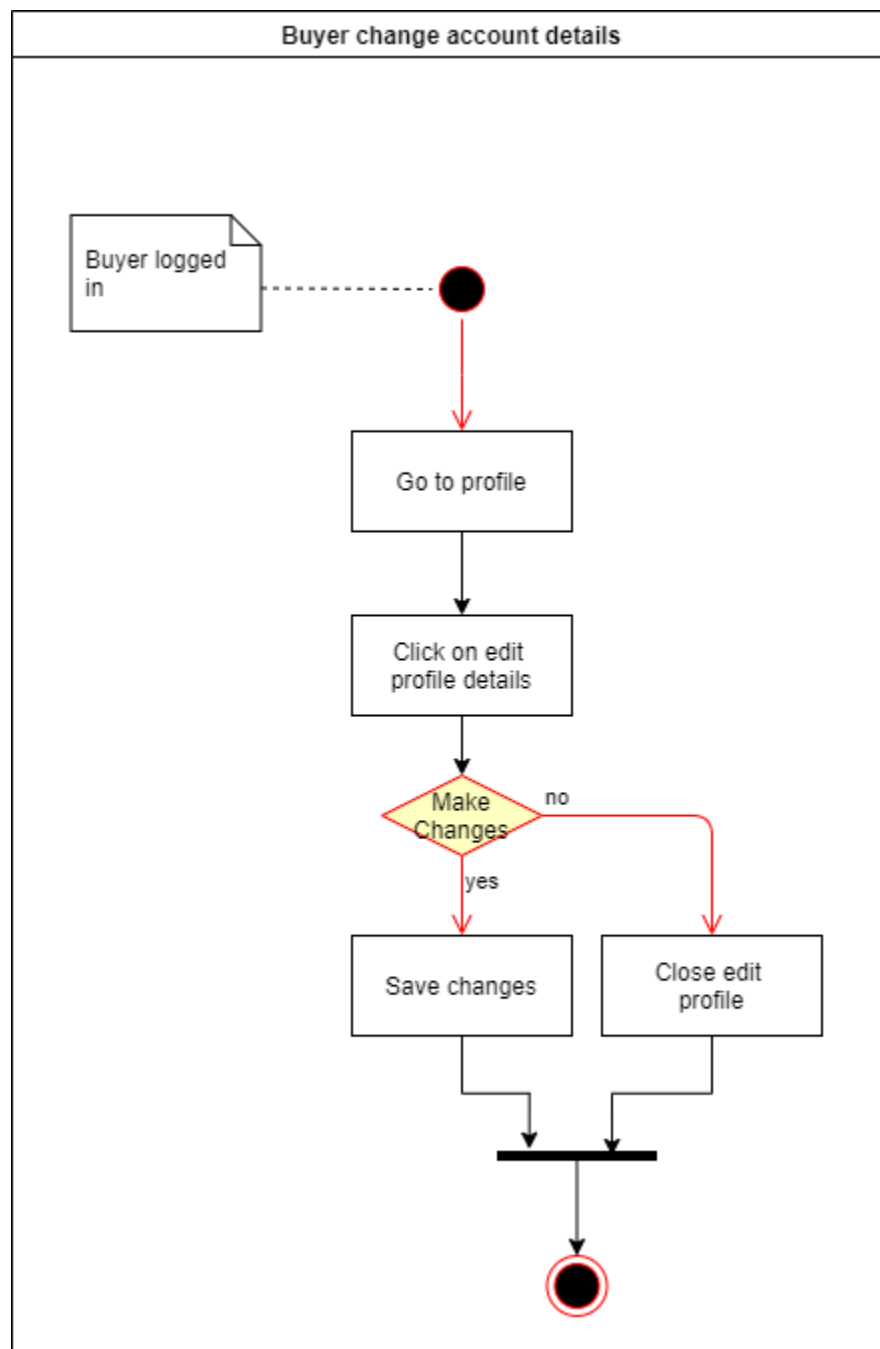 Buyer change account details
Buyer logged
in
Go to profile
Click on edit
profile details
Make
Changes
no
yes
Save changes
Close edit
profile